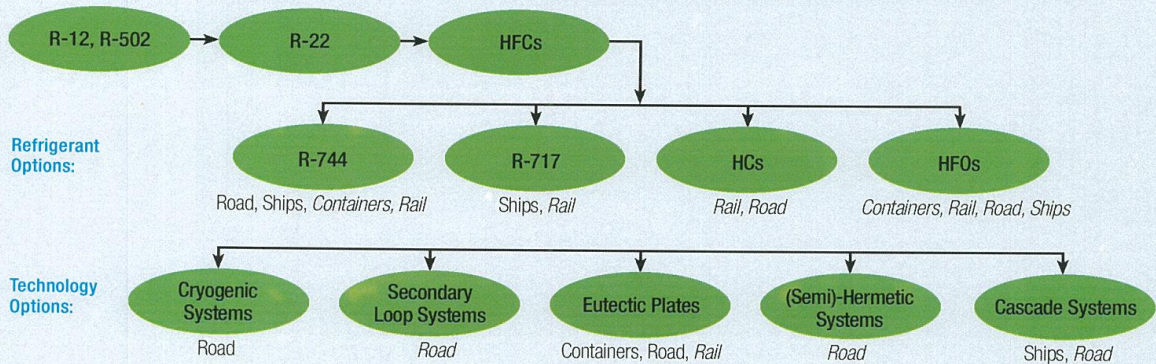 R-12, R-502
R-22
HFCs
Refrigerant
Options:
R-744
R-717
HCs
HFOs
Road, Ships, Containers, Rail
Ships, Rail
Rail, Road
Containers, Rail, Road, Ships
Technology
Options:
Cryogenic
Systems
Secondary
Loop Systems
Eutectic Plates
(Semi)-Hermetic
Systems
Cascade Systems
Road
Road
Containers, Road, Rail
Road
Ships, Road